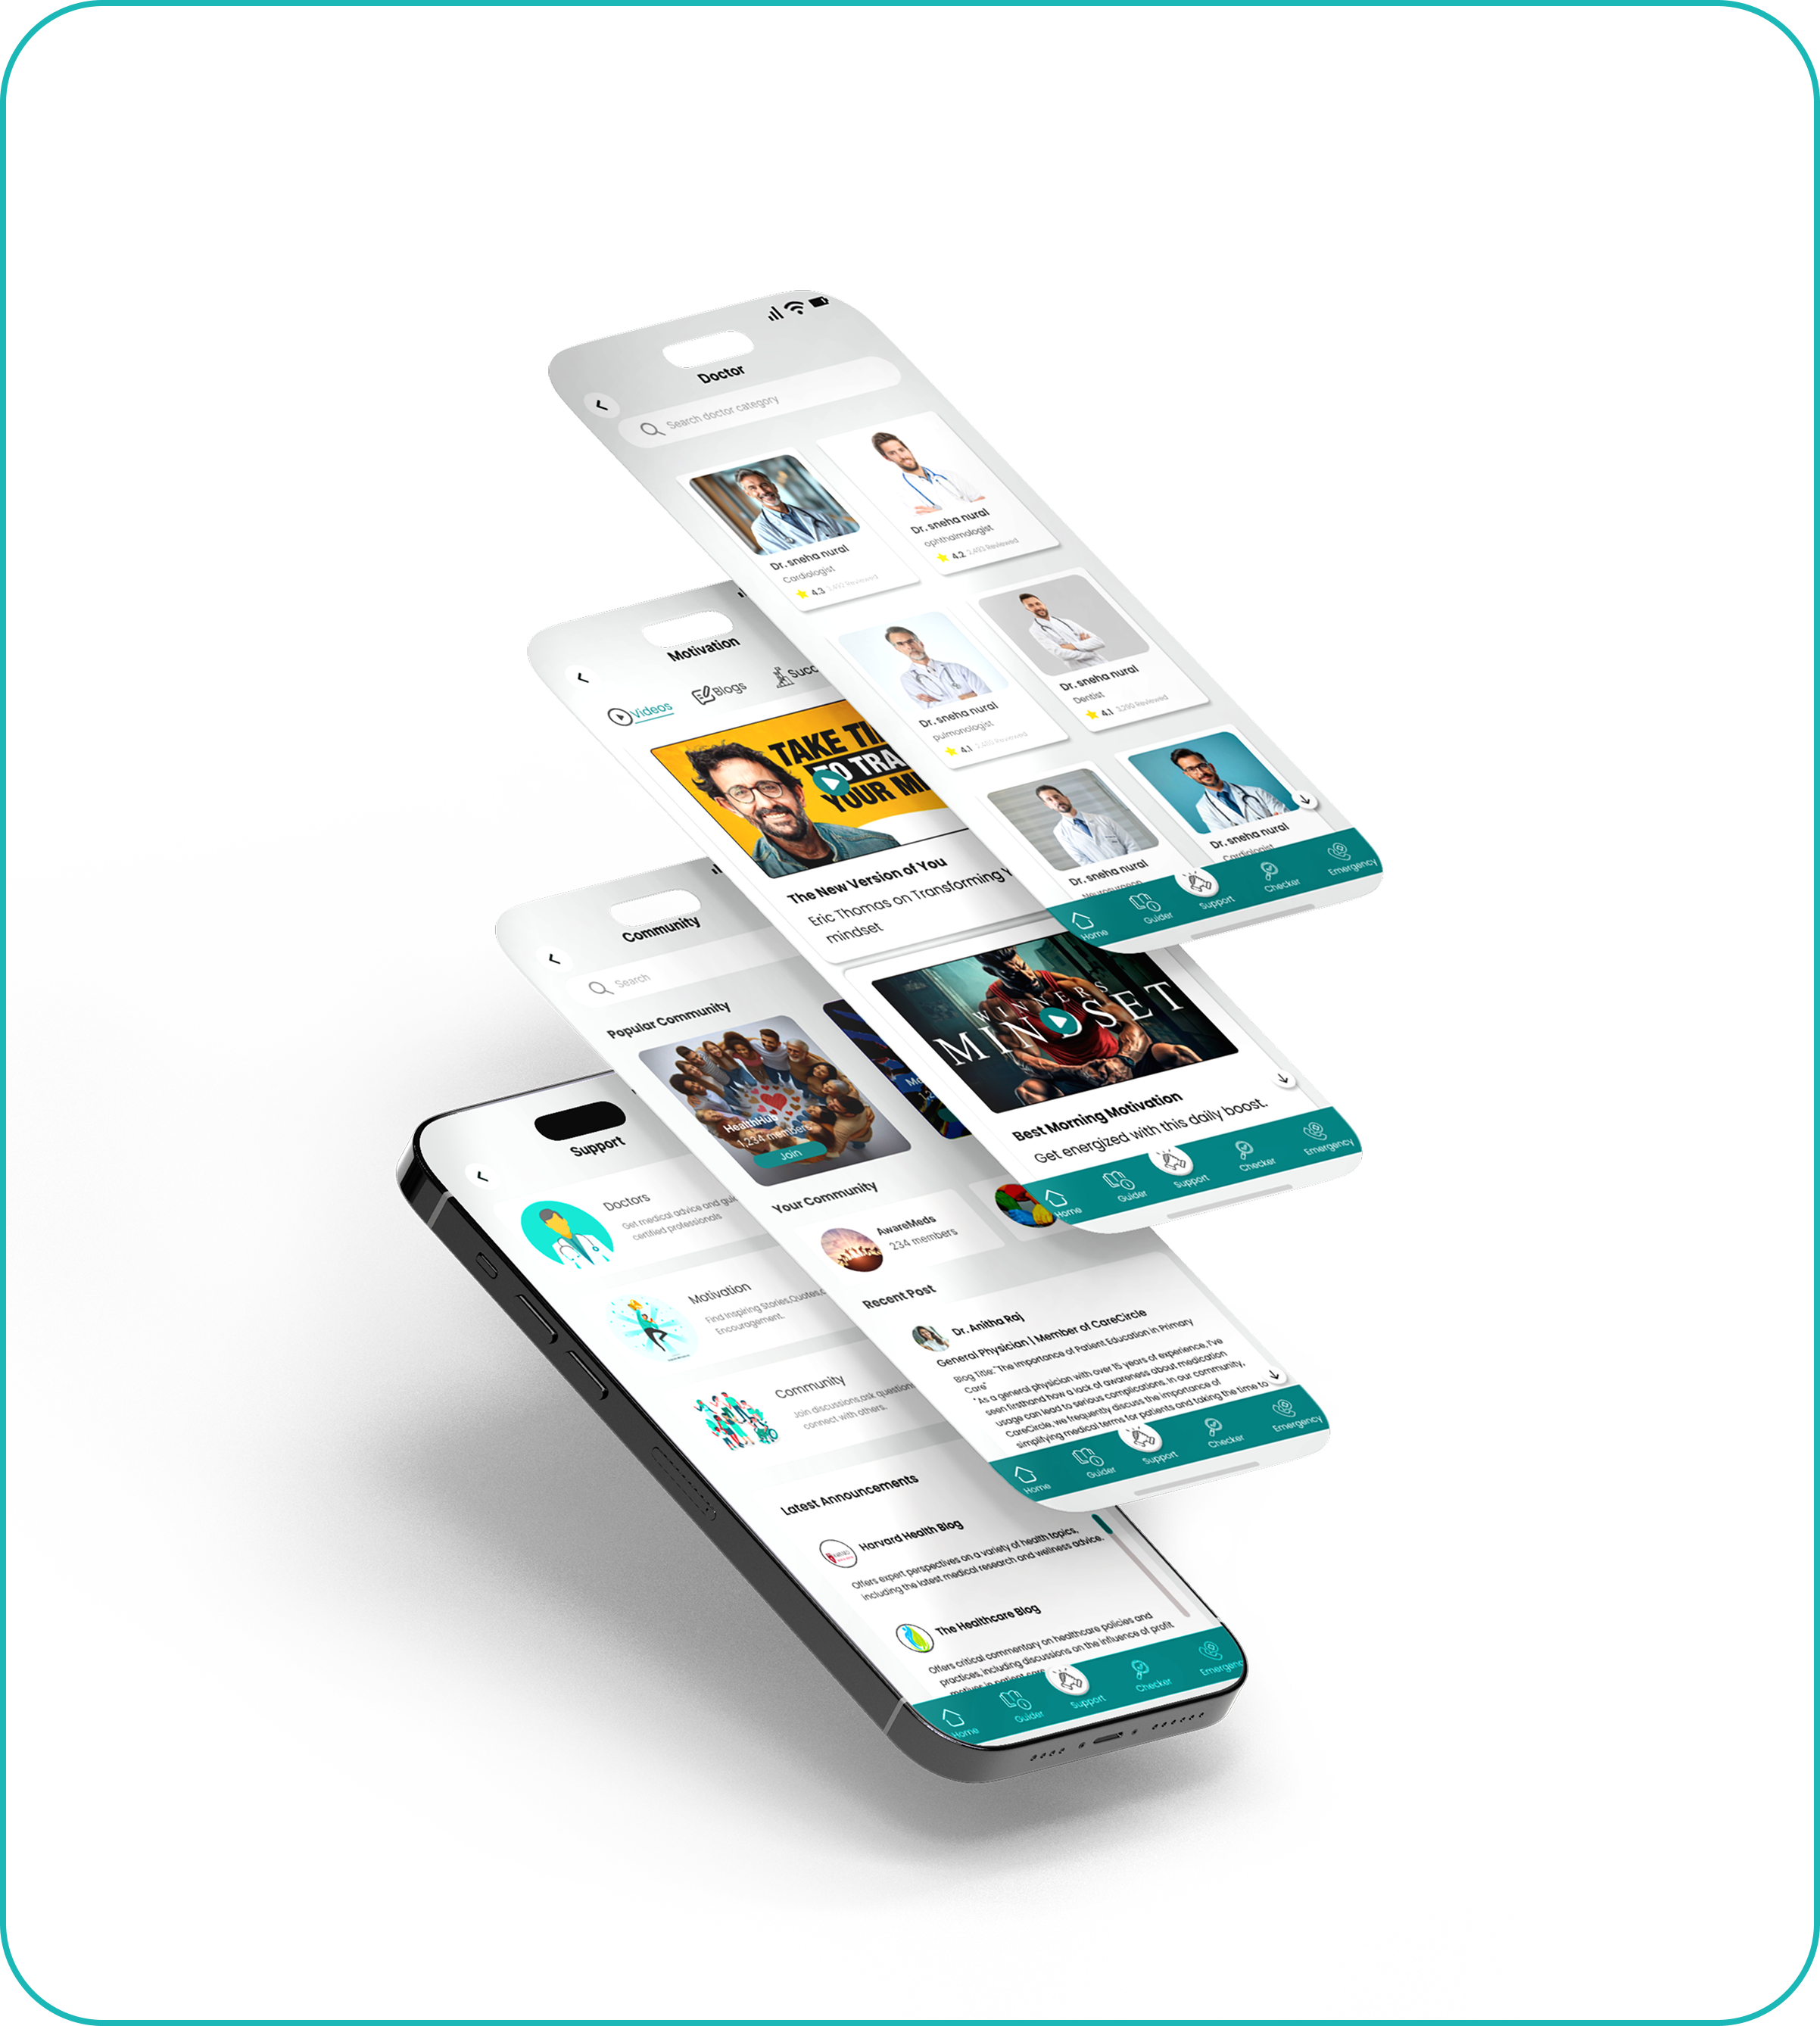 Doctor
Search doctor category
Dr. sneha nural
Cardiologist
4.3
Dr. sneha nural
ophthalmologist
4.2 2,493 Reviewed
Dr. sneha nural
pulmonologist
4.1
Dr. sneha nural
Dentist
4.1 3,290 Reviewed
Dr. sneha nural
Dr. sneha nural
Cardiologist
Home
Guider
Support
Checker
Emergency
Motivation
Videos
Blogs
Succ
TAKE TI
TO TRA
YOUR MI
The New Version of You
Eric Thomas on Transforming Y
mindset
WINNERS
MINDSET
Best Morning Motivation
Get energized with this daily boost.
Home
Guider
Support
Checker
Emergency
Community
Search
Popular Community
HealthHub
1,234 members
Join
Me
Your Community
AwareMeds
234 members
Recent Post
Dr. Anitha Raj
General Physician | Member of CareCircle
Blog Title: "The Importance of Patient Education in Primary
Care"
"As a general physician with over 15 years of experience, I've
seen firsthand how a lack of awareness about medication
usage can lead to serious complications. In our community,
CareCircle, we frequently discuss the importance of
simplifying medical terms for patients and taking the time to
Home
Guider
Support
Checker
Emergency
Support
Doctors
Get medical advice and gui
certified professionals
Motivation
Find Inspiring Stories,Quotes,
Encouragement.
Community
Join discussions,ask question
connect with others.
Latest Announcements
Harvard Health Blog
Offers expert perspectives on a variety of health topics,
including the latest medical research and wellness advice.
The Healthcare Blog
Offers critical commentary on healthcare policies and
practices, including discussions on the influence of profit
motives in patient care
Home
Guider
Support
Checker
Emergenc